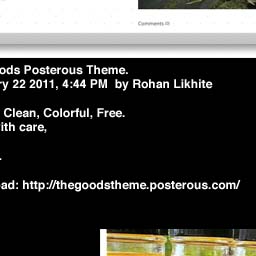 Comments (0)
ods Posterous Theme.
ry 22 2011, 4:44 PM by Rohan Likhite
Clean, Colorful, Free.
ith care,
.
ad: http://thegoodstheme.posterous.com/